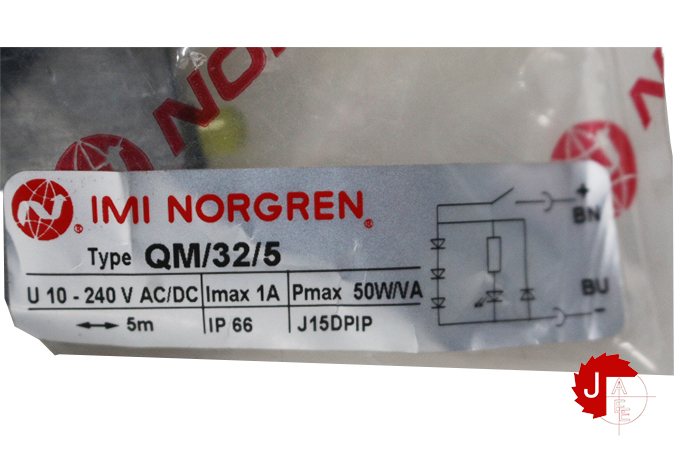 NOR
IMI NORGREN®
Type QM/32/5
U 10 - 240 V AC/DC Imax 1A Pmax 50W/VA
5m IP 66 J15DPIP
+
BN
BU
-
J
A